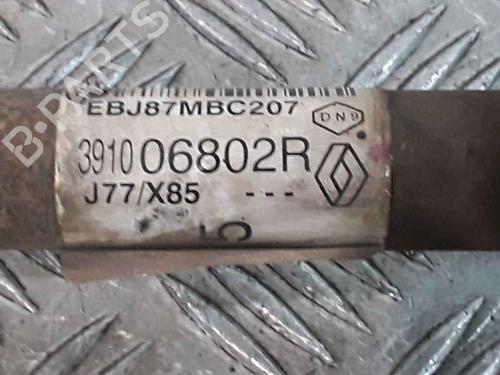 B-PARTS
EBJ87MBC207
DN9
391006802R
J77/X85 ---
C